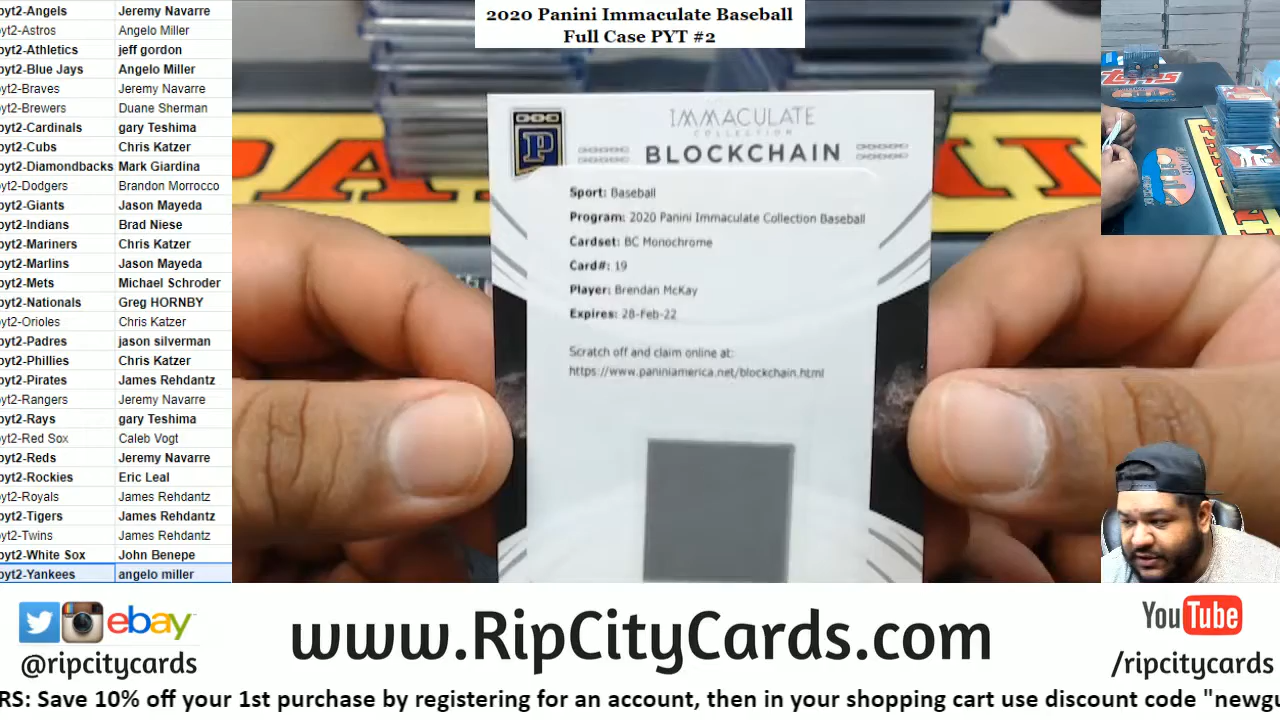 2020 Panini Immaculate Baseball
Full Case PYT #2
pyt2-Angels Jeremy Navarre
pyt2-Astros Angelo Miller
pyt2-Athletics jeff gordon
pyt2-Blue Jays Angelo Miller
pyt2-Braves Jeremy Navarre
pyt2-Brewers Duane Sherman
pyt2-Cardinals gary Teshima
pyt2-Cubs Chris Katzer
pyt2-Diamondbacks Mark Giardina
pyt2-Dodgers Brandon Morrocco
pyt2-Giants Jason Mayeda
pyt2-Indians Brad Niese
pyt2-Mariners Chris Katzer
pyt2-Marlins Jason Mayeda
pyt2-Mets Michael Schroder
pyt2-Nationals Greg HORNBY
pyt2-Orioles Chris Katzer
pyt2-Padres jason silverman
pyt2-Phillies Chris Katzer
pyt2-Pirates James Rehdantz
pyt2-Rangers Jeremy Navarre
pyt2-Rays gary Teshima
pyt2-Red Sox Caleb Vogt
pyt2-Reds Jeremy Navarre
pyt2-Rockies Eric Leal
pyt2-Royals James Rehdantz
pyt2-Tigers James Rehdantz
pyt2-Twins James Rehdantz
pyt2-White Sox John Benepe
pyt2-Yankees angelo miller
P
IMMACULATE
COLLECTION
BLOCKCHAIN
Sport: Baseball
Program: 2020 Panini Immaculate Collection Baseball
Cardset: BC Monochrome
Card#: 19
Player: Brendan McKay
Expires: 28-Feb-22
Scratch off and claim online at:
https://www.paniniamerica.net/blockchain.html
Topps
ebay
@ripcitycards
www.RipCityCards.com
YouTube
/ripcitycards
RS: Save 10% off your 1st purchase by registering for an account, then in your shopping cart use discount code "newgu